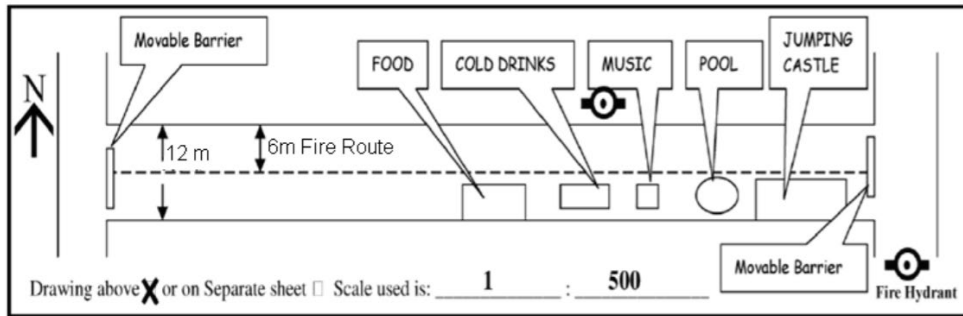 Movable Barrier
FOOD
COLD DRINKS
MUSIC
POOL
JUMPING
CASTLE
N
12 m
6m Fire Route
Movable Barrier
Drawing above X or on Separate sheet □ Scale used is: 1 : 500
Fire Hydrant